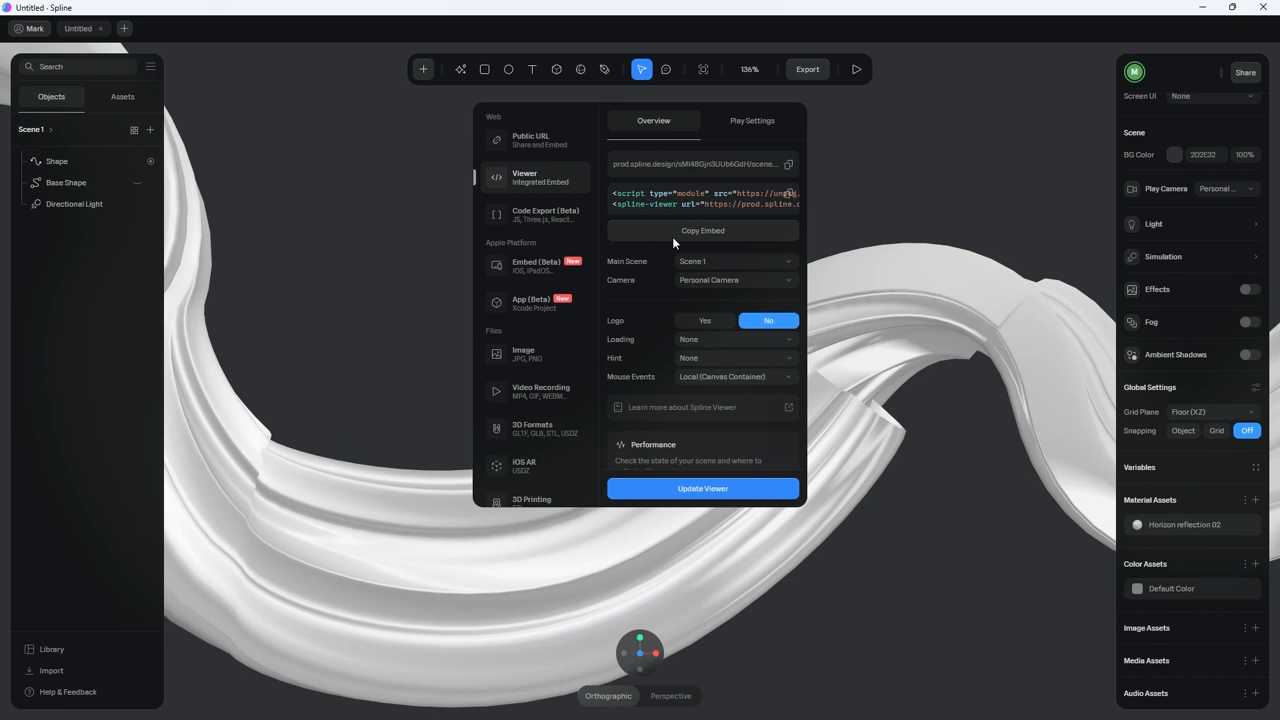 Untitled - Spline
Mark
Untitled
Search
Objects
Assets
Scene 1
Shape
Base Shape
Directional Light
Library
Import
Help & Feedback
136%
Export
Web
Public URL
Share and Embed
Viewer
Integrated Embed
Code Export (Beta)
JS, Three.js, React...
Apple Platform
Embed (Beta) New
iOS, iPadOS...
App (Beta) New
Xcode Project
Files
Image
JPG, PNG
Video Recording
MP4, GIF, WEBM...
3D Formats
GLTF, GLB, STL, USDZ
iOS AR
USDZ
3D Printing
Overview
Play Settings
prod.spline.design/sMI48Gjn3UUb6GdH/scene...
<script type="module" src="https://unpkg.
<spline-viewer url="https://prod.spline.d
Copy Embed
Main Scene
Scene 1
Camera
Personal Camera
Logo
Yes
No
Loading
None
Hint
None
Mouse Events
Local (Canvas Container)
Learn more about Spline Viewer
Performance
Check the state of your scene and where to
Update Viewer
Orthographic
Perspective
M
Share
Screen UI
None
Scene
BG Color
2D2E32
100%
Play Camera
Personal ...
Light
Simulation
Effects
Fog
Ambient Shadows
Global Settings
Grid Plane
Floor (XZ)
Snapping
Object
Grid
Off
Variables
Material Assets
Horizon reflection 02
Color Assets
Default Color
Image Assets
Media Assets
Audio Assets